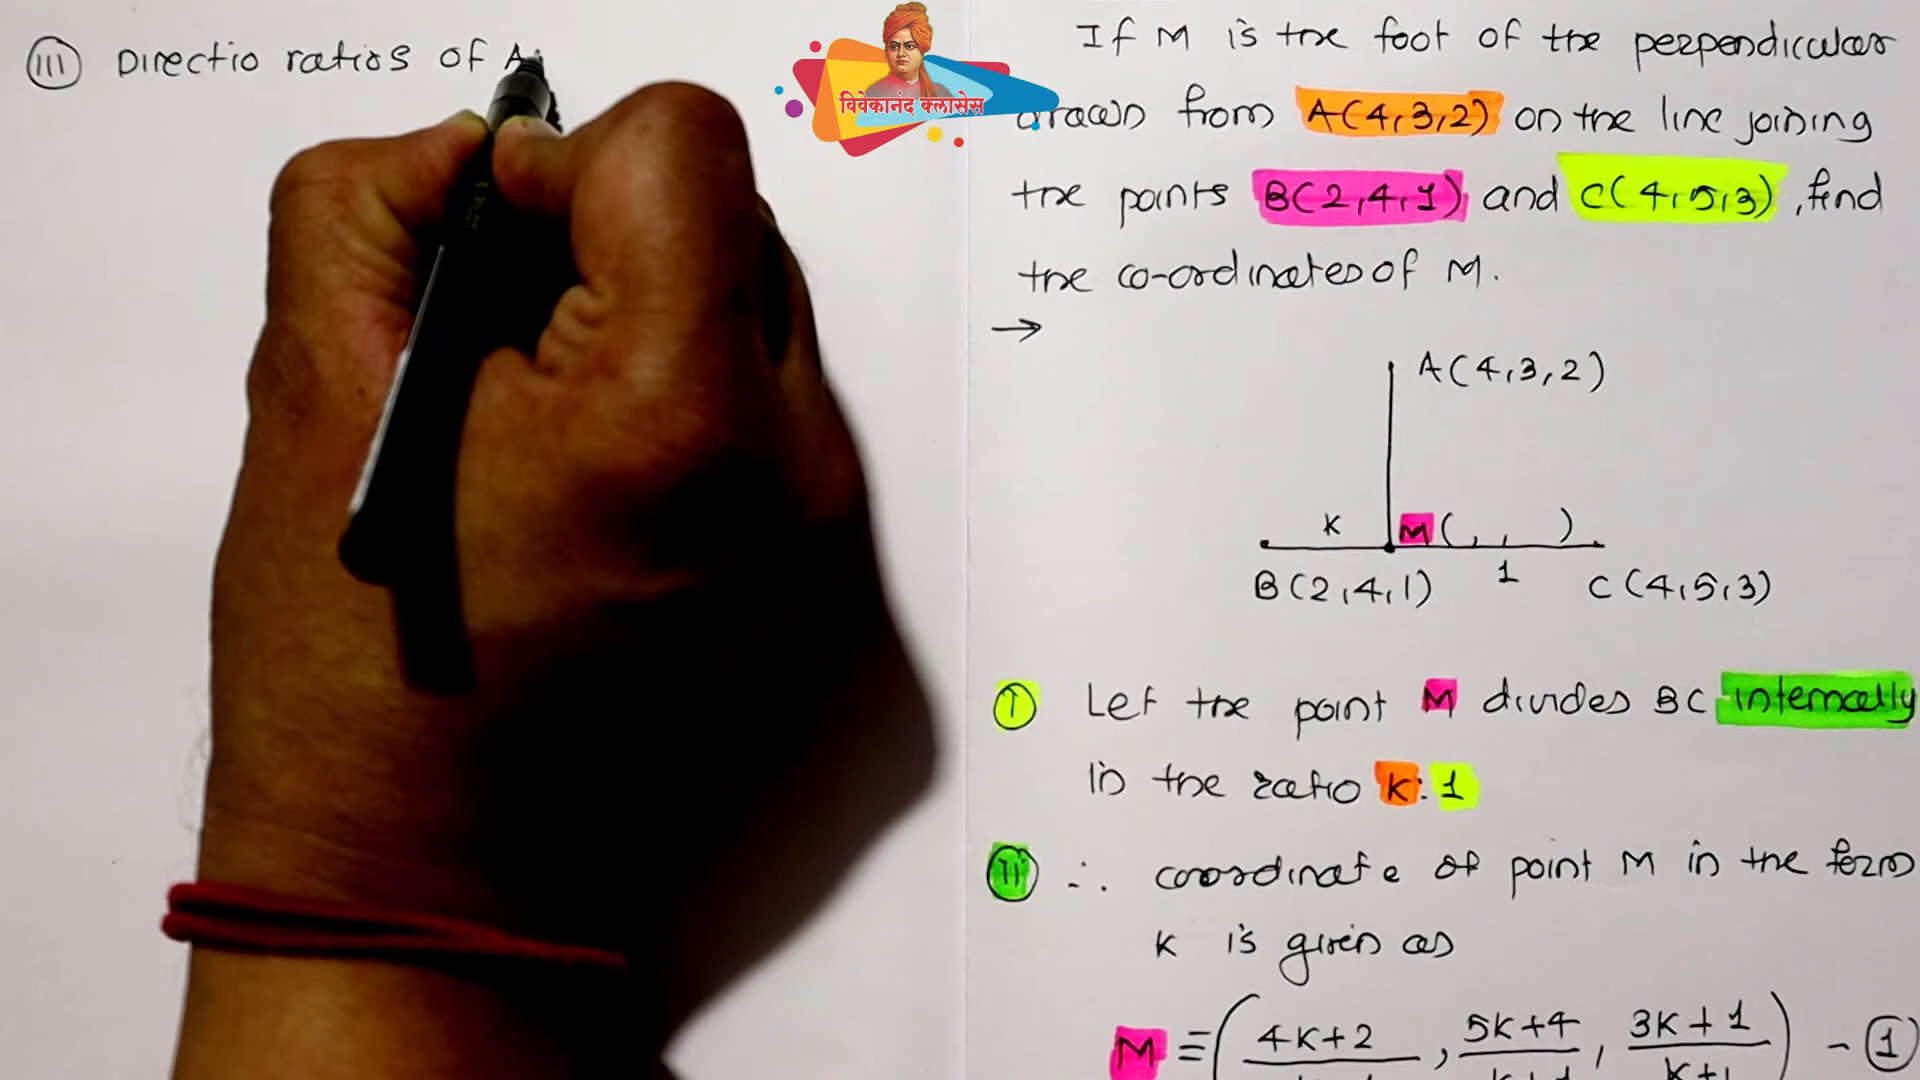 (III) Directio ratios of A
विवेकानंद क्लासेस
If M is the foot of the perpendicular
drawn from A(4,3,2) on the line joining
the points B(2,4,1) and C(4,5,3), find
the co-ordinates of M.
→
A(4,3,2)
K M( , , )
1
B(2,4,1) C(4,5,3)
(I) Let the point M divides BC internally
in the ratio K:1
(II) ∴ coordinate of point M in the form
K is given as
M ≡ (4K+2/K+1, 5K+4/K+1, 3K+1/K+1) - (1)